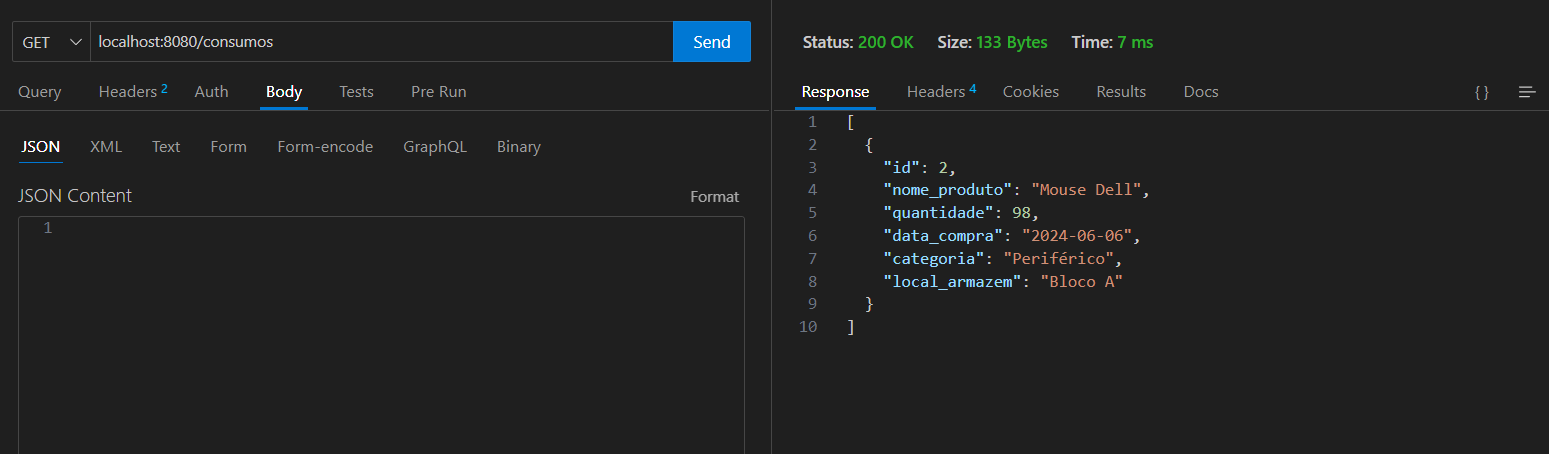 GET localhost:8080/consumos Send
Query Headers 2 Auth Body Tests Pre Run
JSON XML Text Form Form-encode GraphQL Binary
JSON Content Format
1
Status: 200 OK Size: 133 Bytes Time: 7 ms
Response Headers 4 Cookies Results Docs {}
1 [
2 {
3 "id": 2,
4 "nome_produto": "Mouse Dell",
5 "quantidade": 98,
6 "data_compra": "2024-06-06",
7 "categoria": "Periférico",
8 "local_armazem": "Bloco A"
9 }
10 ]